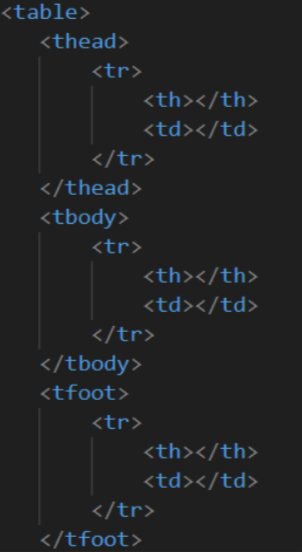 <table>
<thead>
<tr>
<th></th>
<td></td>
</tr>
</thead>
<tbody>
<tr>
<th></th>
<td></td>
</tr>
</tbody>
<tfoot>
<tr>
<th></th>
<td></td>
</tr>
</tfoot>